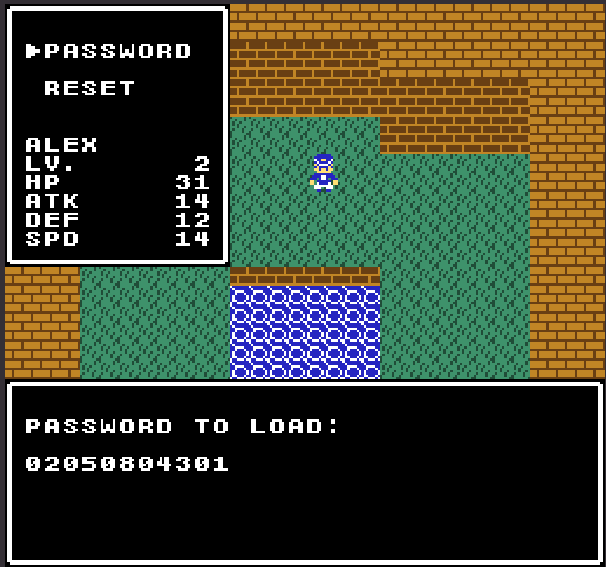 ▶PASSWORD
RESET
ALEX
LV. 2
HP 31
ATK 14
DEF 12
SPD 14
PASSWORD TO LOAD:
02050804301